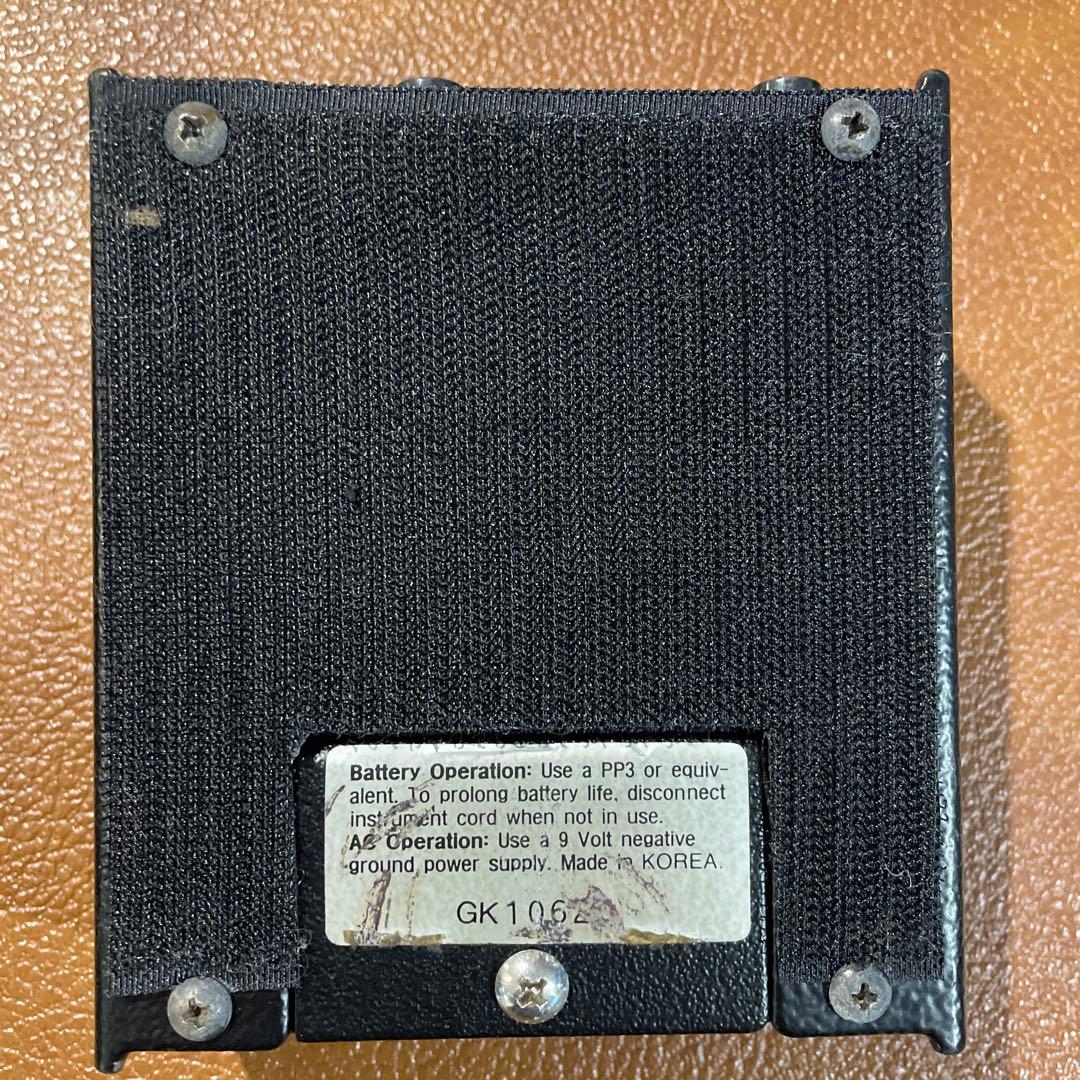 Battery Operation: Use a PP3 or equiv-
alent. To prolong battery life, disconnect
instrument cord when not in use.
AC Operation: Use a 9 Volt negative
ground power supply. Made in KOREA.